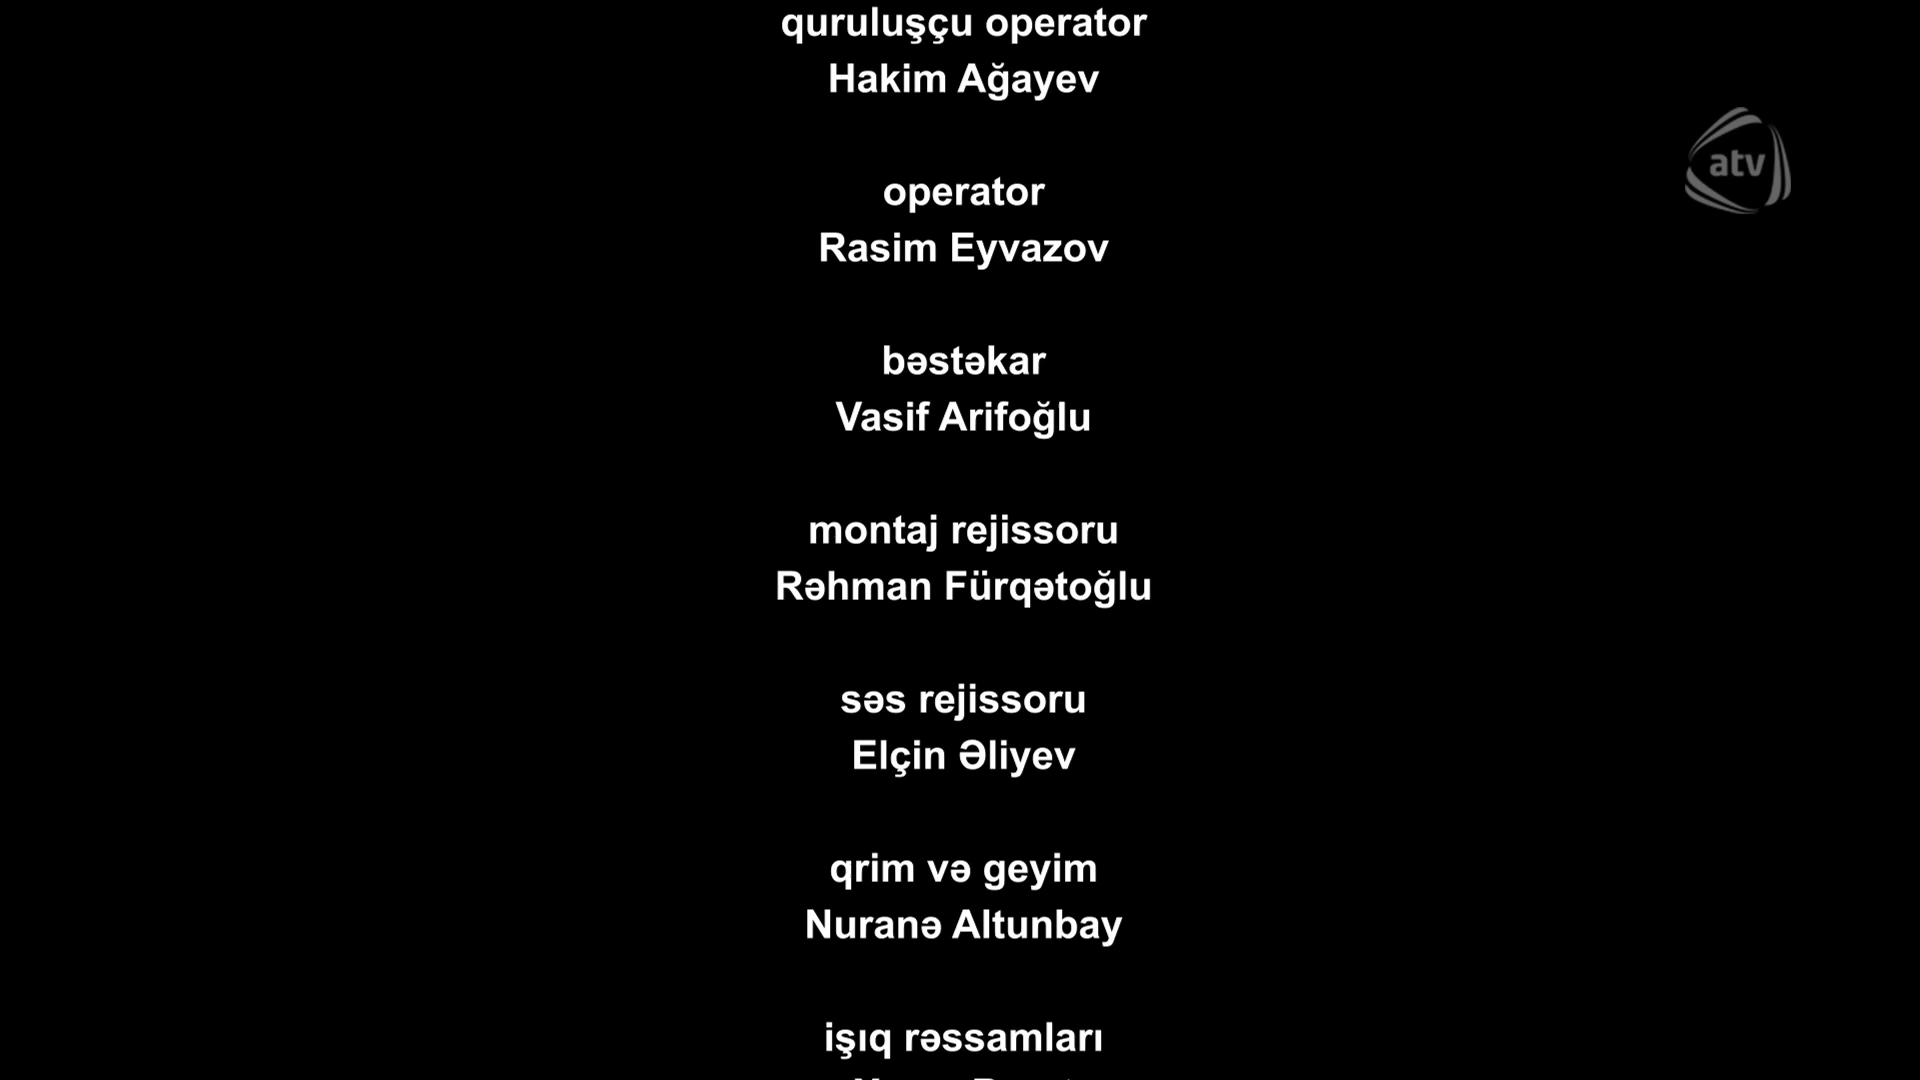 quruluşçu operator
Hakim Ağayev
atv
operator
Rasim Eyvazov
bəstəkar
Vasif Arifoğlu
montaj rejissoru
Rəhman Fürqətoğlu
səs rejissoru
Elçin Əliyev
qrim və geyim
Nuranə Altunbay
işıq rəssamları